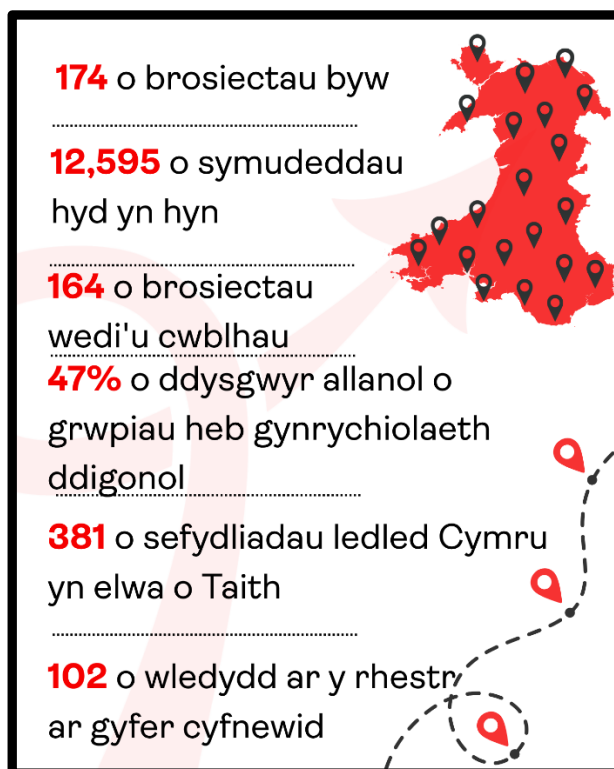 174 o brosiectau byw
12,595 o symudeddau
hyd yn hyn
164 o brosiectau
wedi'u cwblhau
47% o ddysgwyr allanol o
grwpiau heb gynrychiolaeth
ddigonol
381 o sefydliadau ledled Cymru
yn elwa o Taith
102 o wledydd ar y rhestr
ar gyfer cyfnewid